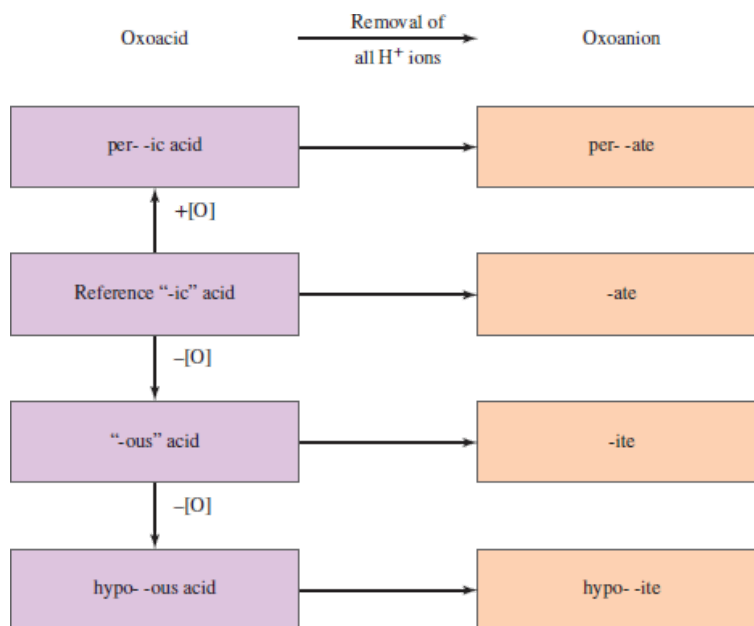 Oxoacid
Removal of
all H⁺ ions
Oxoanion
per- -ic acid
per- -ate
+[O]
Reference “-ic” acid
-ate
–[O]
“-ous” acid
-ite
–[O]
hypo- -ous acid
hypo- -ite